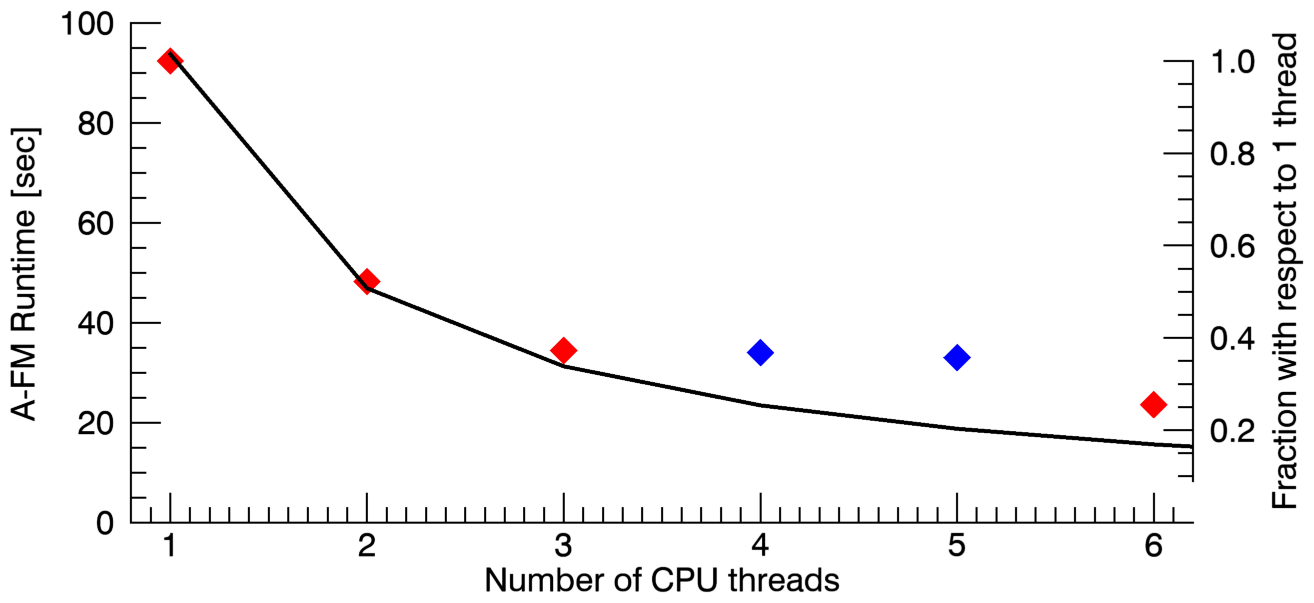 A-FM Runtime [sec]
100
80
60
40
20
0
1 2 3 4 5 6
Number of CPU threads
1.0
0.8
0.6
0.4
0.2
Fraction with respect to 1 thread